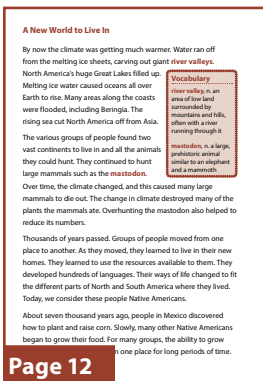 A New World to Live In
By now the climate was getting much warmer. Water ran off
from the melting ice sheets, carving out giant river valleys.
North America's huge Great Lakes filled up.
Melting ice water caused oceans all over
Earth to rise. Many areas along the coasts
were flooded, including Beringia. The
rising sea cut North America off from Asia.
Vocabulary
river valley, n. an
area of low land
surrounded by
mountains and hills,
often with a river
running through it
mastodon, n. a large,
prehistoric animal
similar to an elephant
and a mammoth
The various groups of people found two
vast continents to live in and all the animals
they could hunt. They continued to hunt
large mammals such as the mastodon.
Over time, the climate changed, and this caused many large
mammals to die out. The change in climate destroyed many of the
plants the mammals ate. Overhunting the mastodon also helped to
reduce its numbers.
Thousands of years passed. Groups of people moved from one
place to another. As they moved, they learned to live in their new
homes. They learned to use the resources available to them. They
developed hundreds of languages. Their ways of life changed to fit
the different parts of North and South America where they lived.
Today, we consider these people Native Americans.
About seven thousand years ago, people in Mexico discovered
how to plant and raise corn. Slowly, many other Native Americans
began to grow their food. For many groups, the ability to grow
one place for long periods of time.
Page 12